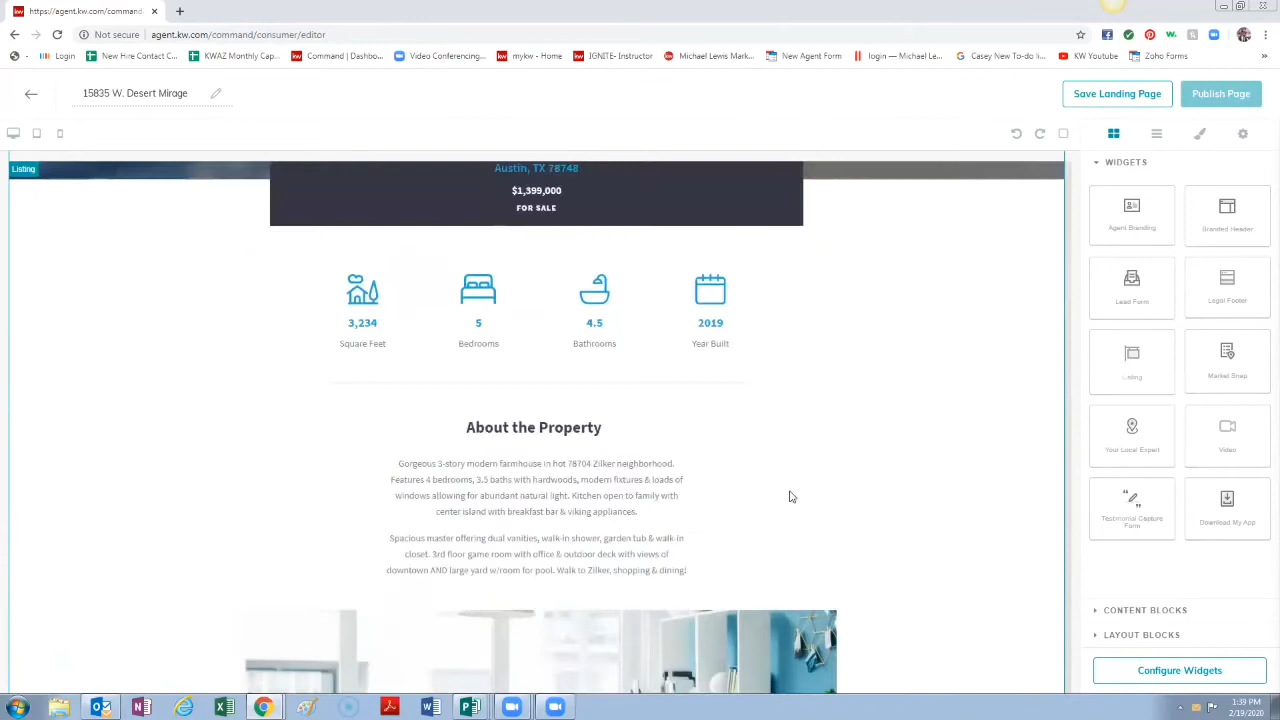 https://agent.kw.com/command
Not secure
agent.kw.com/command/consumer/editor
Login
New Hire Contact C...
KWAZ Monthly Cap...
Command | Dashbo...
Video Conferencing...
mykw - Home
IGNITE- Instructor
Michael Lewis Mark...
New Agent Form
login — Michael Le...
Casey New To-do li...
KW Youtube
Zoho Forms
15835 W. Desert Mirage
Save Landing Page
Publish Page
Listing
WIDGETS
Austin, TX 78748
$1,399,000
FOR SALE
Agent Branding
Branded Header
Lead Form
Legal Footer
3,234
5
4.5
2019
Square Feet
Bedrooms
Bathrooms
Year Built
Listing
Market Snap
About the Property
Your Local Expert
Video
Gorgeous 3-story modern farmhouse in hot 78704 Zilker neighborhood.
Features 4 bedrooms, 3.5 baths with hardwoods, modern fixtures & loads of
windows allowing for abundant natural light. Kitchen open to family with
center island with breakfast bar & viking appliances.
Testimonial Capture
Form
Download My App
Spacious master offering dual vanities, walk-in shower, garden tub & walk-in
closet. 3rd floor game room with office & outdoor deck with views of
downtown AND large yard w/room for pool. Walk to Zilker, shopping & dining!
CONTENT BLOCKS
LAYOUT BLOCKS
Configure Widgets
1:39 PM
2/19/2020